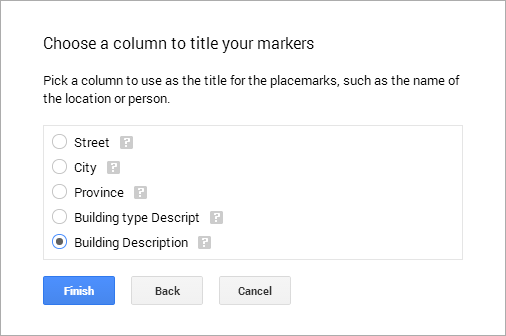 Choose a column to title your markers
Pick a column to use as the title for the placemarks, such as the name of
the location or person.
Street ?
City ?
Province ?
Building type Descript ?
Building Description ?
Finish Back Cancel